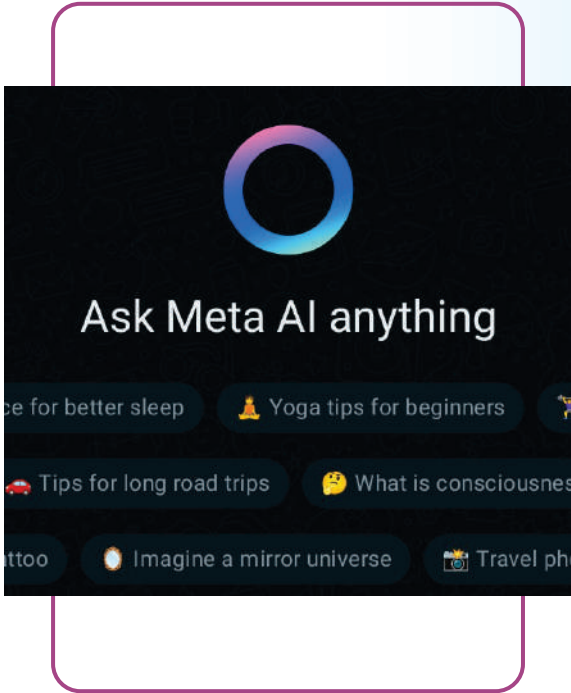 Ask Meta AI anything
ce for better sleep 🧘 Yoga tips for beginners
🚗 Tips for long road trips 🤔 What is consciousnes
ttoo 🪞 Imagine a mirror universe 📸 Travel ph